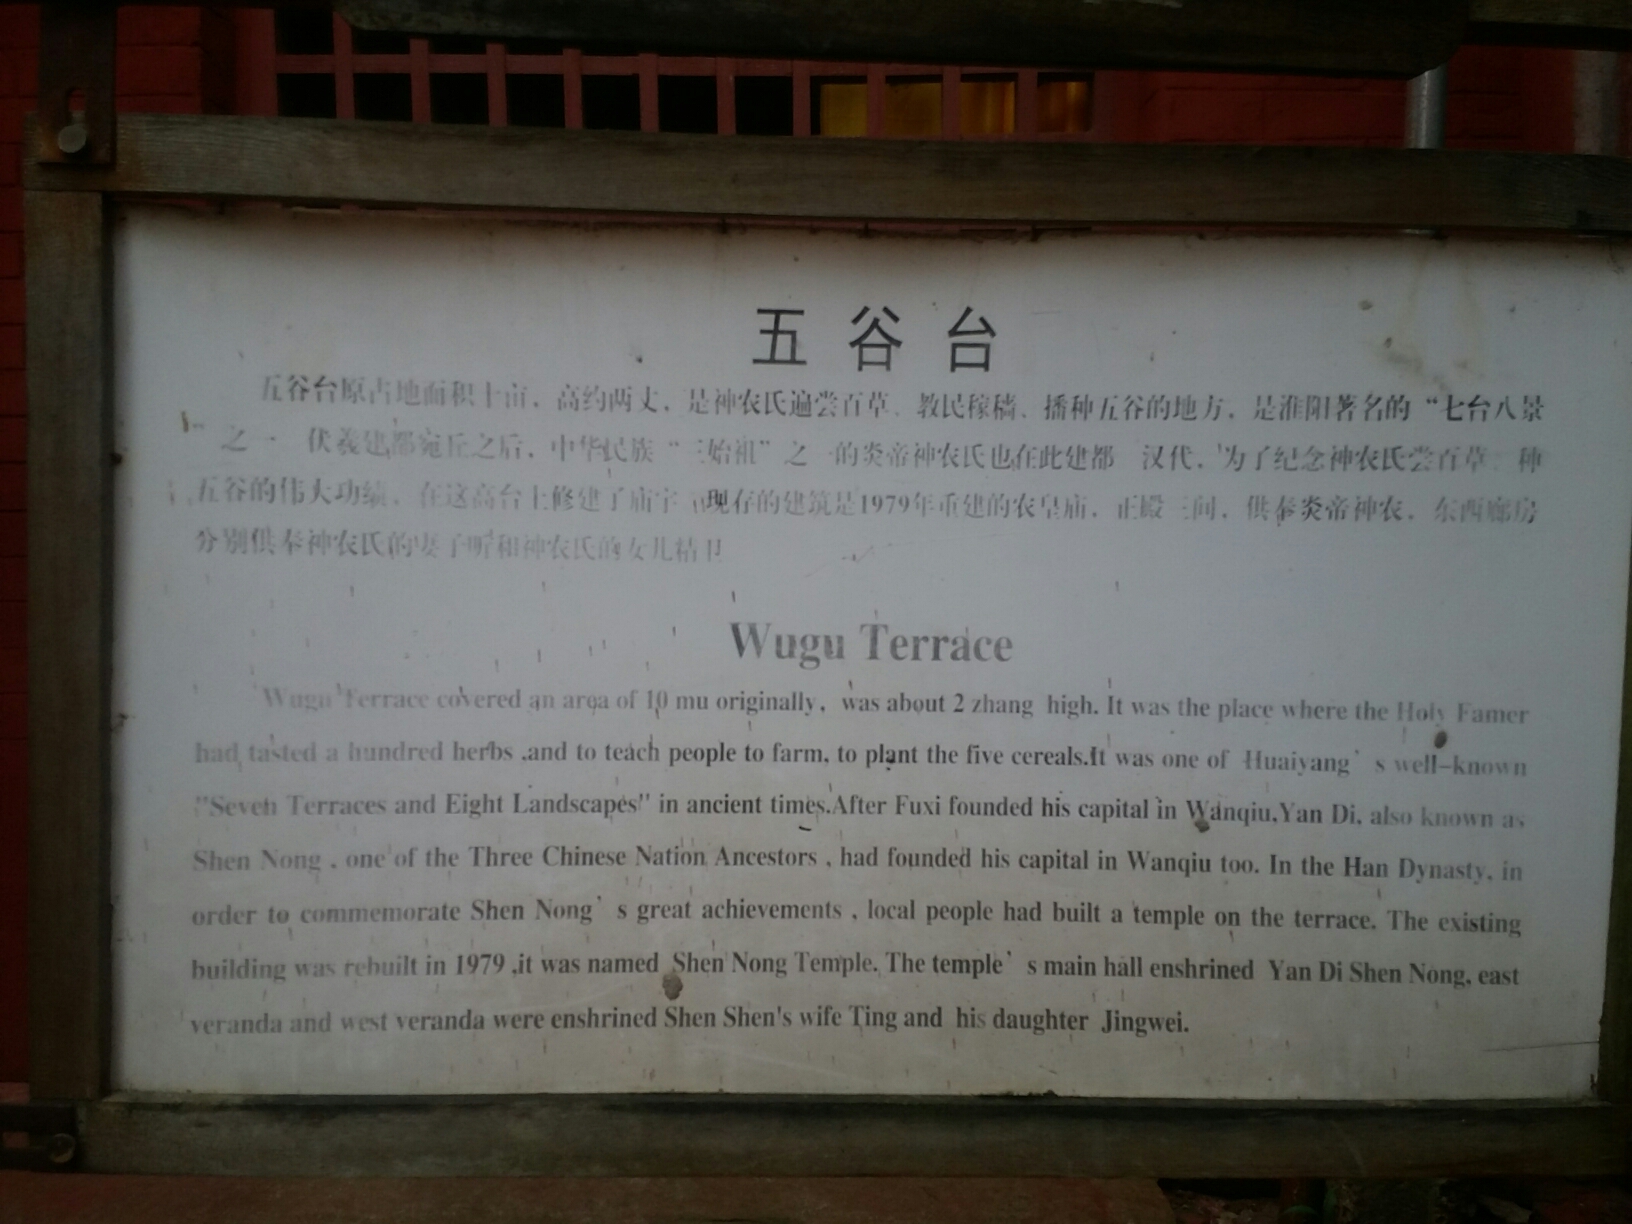 五谷台
五谷台原占地面积十亩，高约两丈，是神农氏遍尝百草、教民稼穑、播种五谷的地方，是淮阳著名的“七台八景
”之一 伏羲建都宛丘之后，中华民族“三始祖”之一的炎帝神农氏也在此建都 汉代，为了纪念神农氏尝百草 种
五谷的伟大功绩，在这高台上修建了庙宇 现存的建筑是1979年重建的农皇庙，正殿三间，供奉炎帝神农，东西廊房
分别供奉神农氏的妻子听和神农氏的女儿精卫
Wugu Terrace
Wugu Terrace covered an area of 10 mu originally, was about 2 zhang high. It was the place where the Holy Famer
had tasted a hundred herbs ,and to teach people to farm, to plant the five cereals.It was one of Huaiyang's well-known
"Seven Terraces and Eight Landscapes" in ancient times.After Fuxi founded his capital in Wanqiu,Yan Di, also known as
Shen Nong , one of the Three Chinese Nation Ancestors , had founded his capital in Wanqiu too. In the Han Dynasty, in
order to commemorate Shen Nong's great achievements , local people had built a temple on the terrace. The existing
building was rebuilt in 1979 ,it was named Shen Nong Temple. The temple's main hall enshrined Yan Di Shen Nong, east
veranda and west veranda were enshrined Shen Shen's wife Ting and his daughter Jingwei.